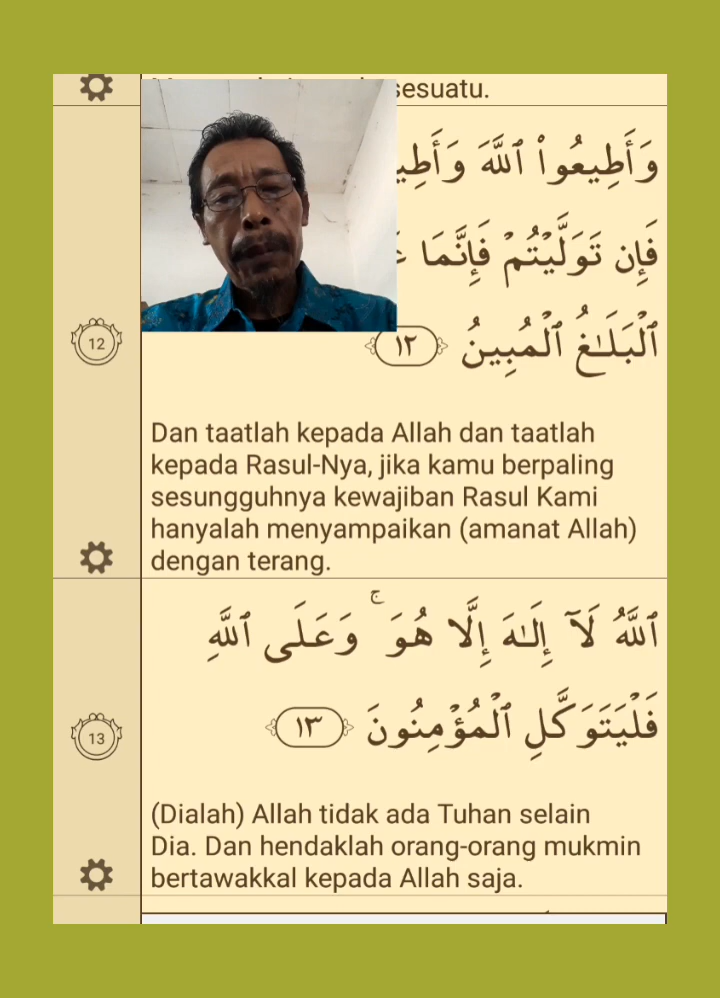 sesuatu.
وَأَطِيعُوا۟ ٱللَّهَ
فَإِن تَوَلَّيْتُمْ فَإِنَّمَا
ٱلْبَلَـٰغُ ٱلْمُبِينُ ١٢
12
Dan taatlah kepada Allah dan taatlah
kepada Rasul-Nya, jika kamu berpaling
sesungguhnya kewajiban Rasul Kami
hanyalah menyampaikan (amanat Allah)
dengan terang.
ٱللَّهُ لَآ إِلَـٰهَ إِلَّا هُوَ ۚ وَعَلَى ٱللَّهِ
فَلْيَتَوَكَّلِ ٱلْمُؤْمِنُونَ ١٣
13
(Dialah) Allah tidak ada Tuhan selain
Dia. Dan hendaklah orang-orang mukmin
bertawakkal kepada Allah saja.